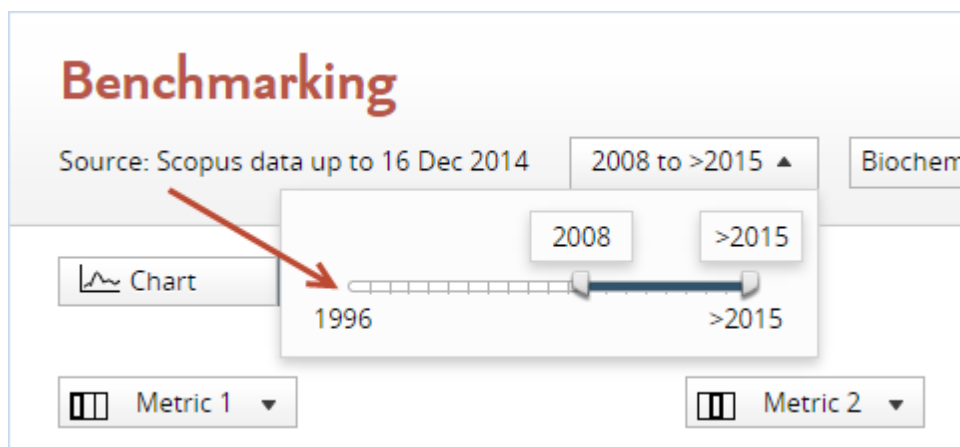 Benchmarking
Source: Scopus data up to 16 Dec 2014
2008 to >2015
Biochem
2008
>2015
Chart
1996
>2015
Metric 1
Metric 2